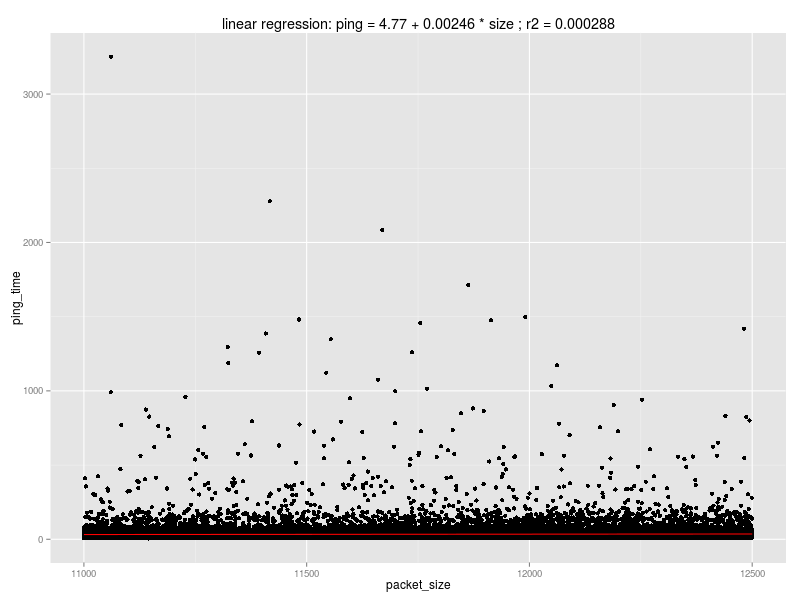 linear regression: ping = 4.77 + 0.00246 * size ; r2 = 0.000288
3000
2000
1000
0
ping_time
11000 11500 12000 12500
packet_size